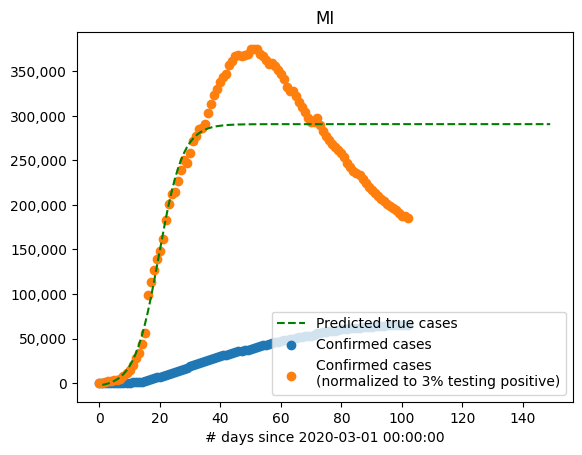 MI
350,000
300,000
250,000
200,000
150,000
100,000
50,000
0
Predicted true cases
Confirmed cases
Confirmed cases
(normalized to 3% testing positive)
0 20 40 60 80 100 120 140
# days since 2020-03-01 00:00:00